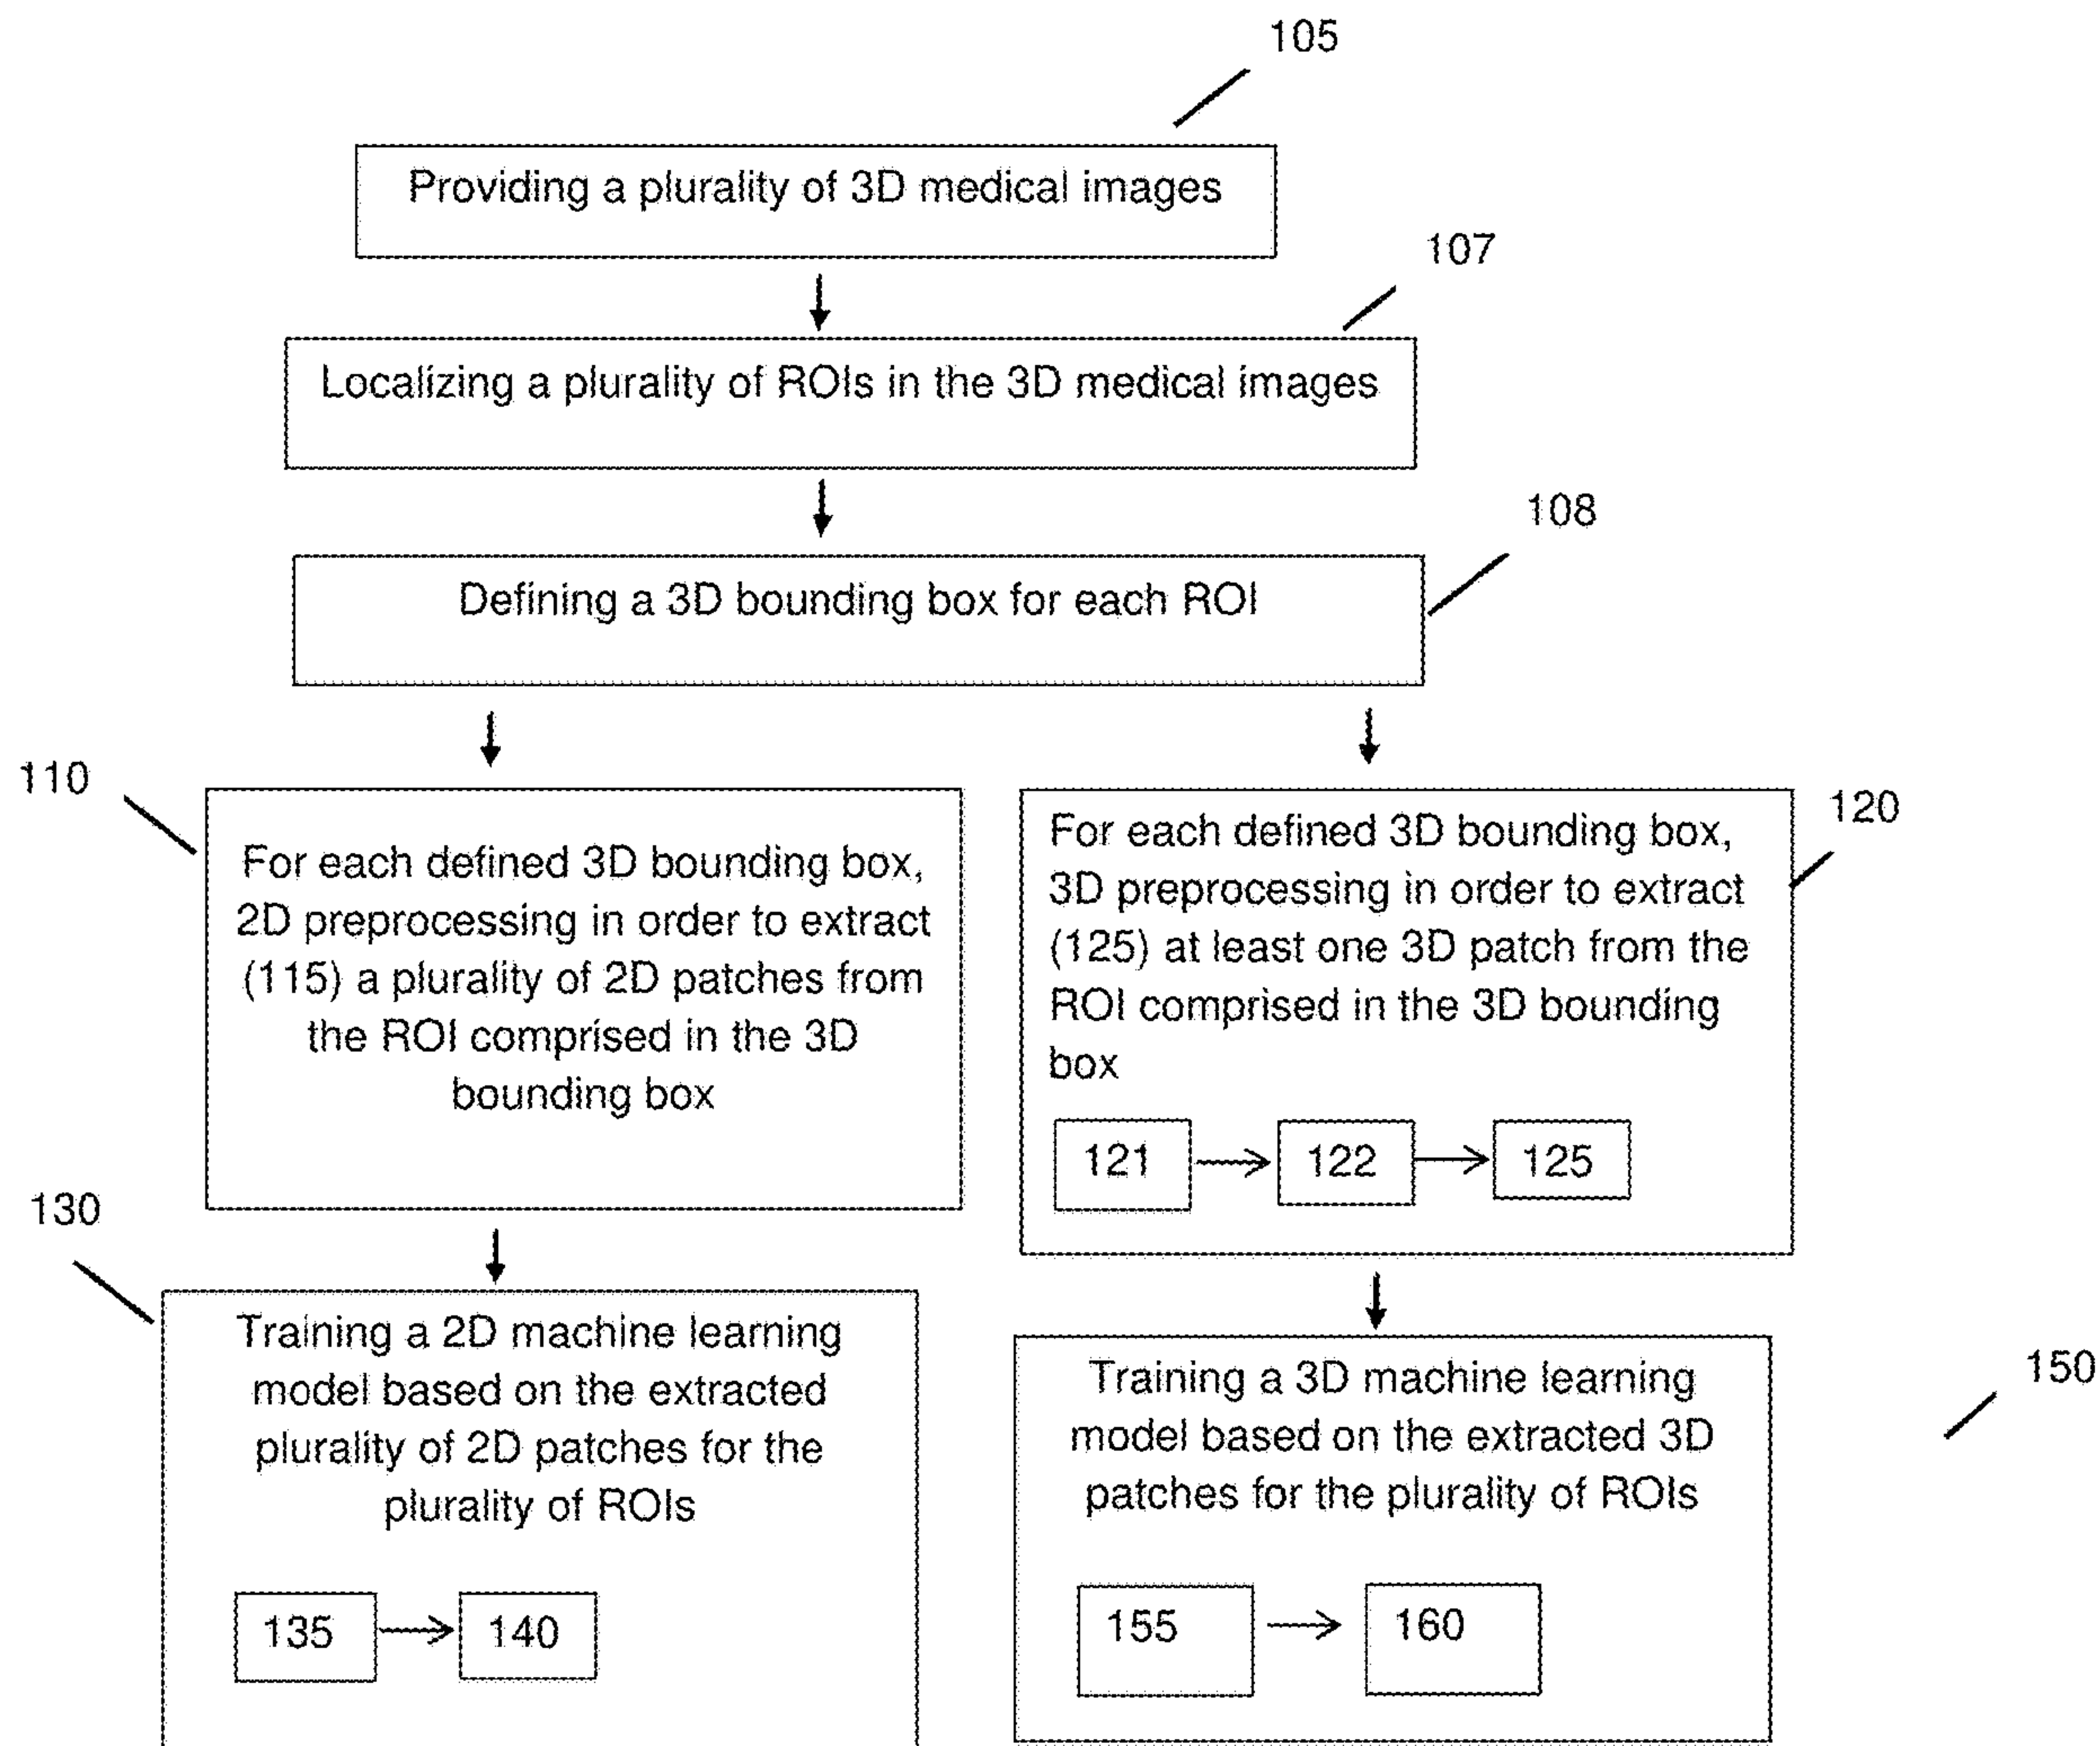 105
Providing a plurality of 3D medical images
107
Localizing a plurality of ROIs in the 3D medical images
108
Defining a 3D bounding box for each ROI
110
For each defined 3D bounding box,
2D preprocessing in order to extract
(115) a plurality of 2D patches from
the ROI comprised in the 3D
bounding box
120
For each defined 3D bounding box,
3D preprocessing in order to extract
(125) at least one 3D patch from the
ROI comprised in the 3D bounding
box
121
122
125
130
Training a 2D machine learning
model based on the extracted
plurality of 2D patches for the
plurality of ROIs
135
140
150
Training a 3D machine learning
model based on the extracted 3D
patches for the plurality of ROIs
155
160